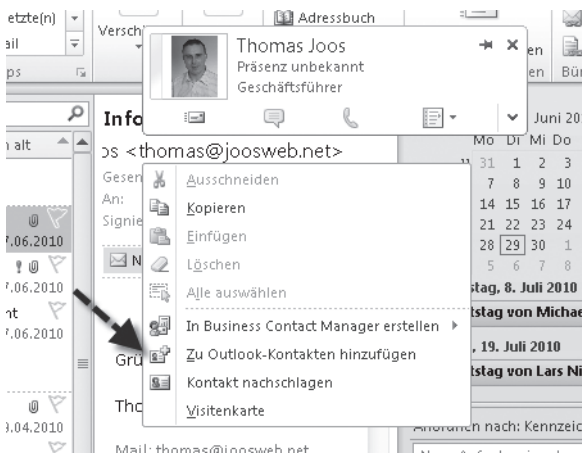 etzte(n)
ail
ps
Versch
Adressbuch
en
en Bür
Thomas Joos
Präsenz unbekannt
Geschäftsführer
n alt
7.06.2010
7.06.2010
nt
7.06.2010
9.04.2010
Info
os <thomas@joosweb.net>
Gesen
An:
Signie
N
Grü
Tho
Mail: thomas@joosweb.net
Ausschneiden
Kopieren
Einfügen
Löschen
Alle auswählen
In Business Contact Manager erstellen
Zu Outlook-Kontakten hinzufügen
Kontakt nachschlagen
Visitenkarte
Juni 20
Mo Di Mi Do
31 1 2 3
7 8 9 10
14 15 16 17
21 22 23 24
28 29 30 1
5 6 7 8
stag, 8. Juli 2010
tstag von Michae
, 19. Juli 2010
tstag von Lars Ni
Anordnen nach: Kennzeic